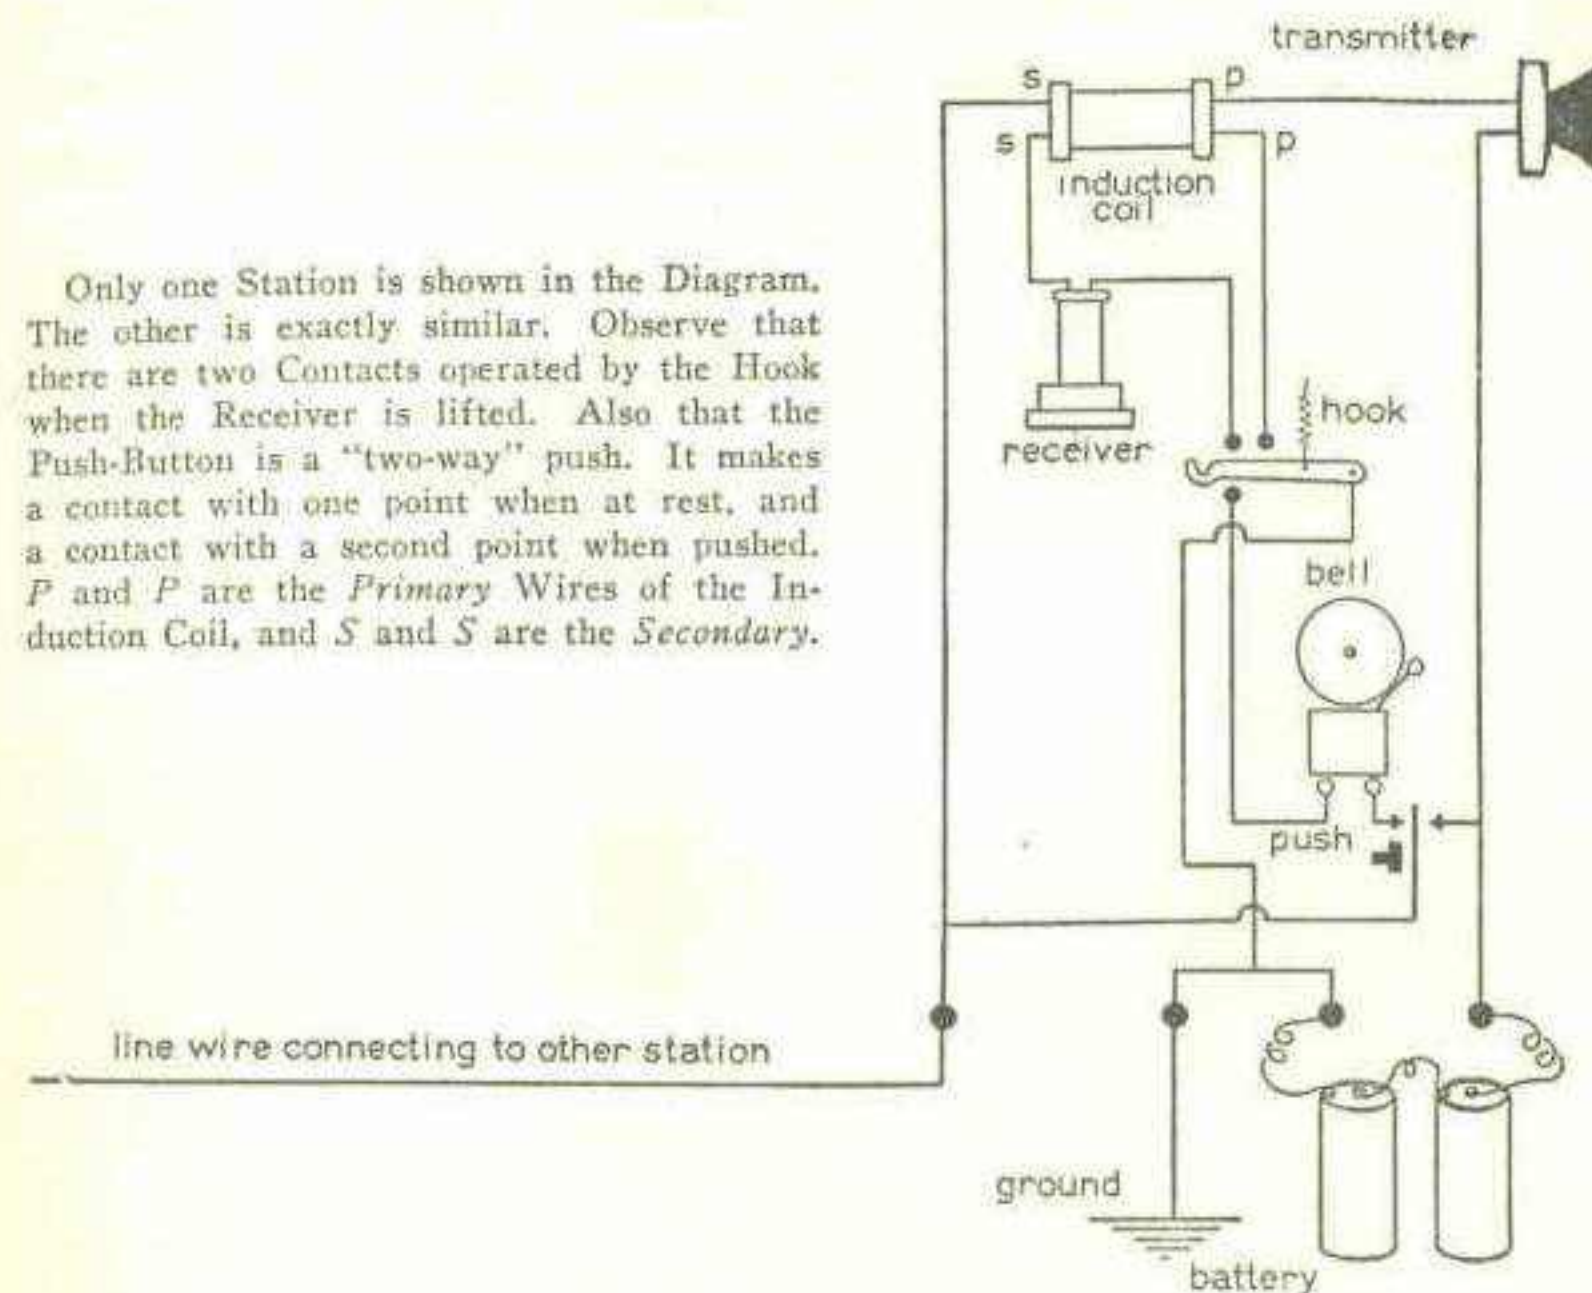 Only one Station is shown in the Diagram.
The other is exactly similar. Observe that
there are two Contacts operated by the Hook
when the Receiver is lifted. Also that the
Push-Button is a "two-way" push. It makes
a contact with one point when at rest, and
a contact with a second point when pushed.
P and P are the Primary Wires of the In-
duction Coil, and S and S are the Secondary.
transmitter
s
p
s
p
induction
coil
receiver
hook
bell
push
line wire connecting to other station
ground
battery